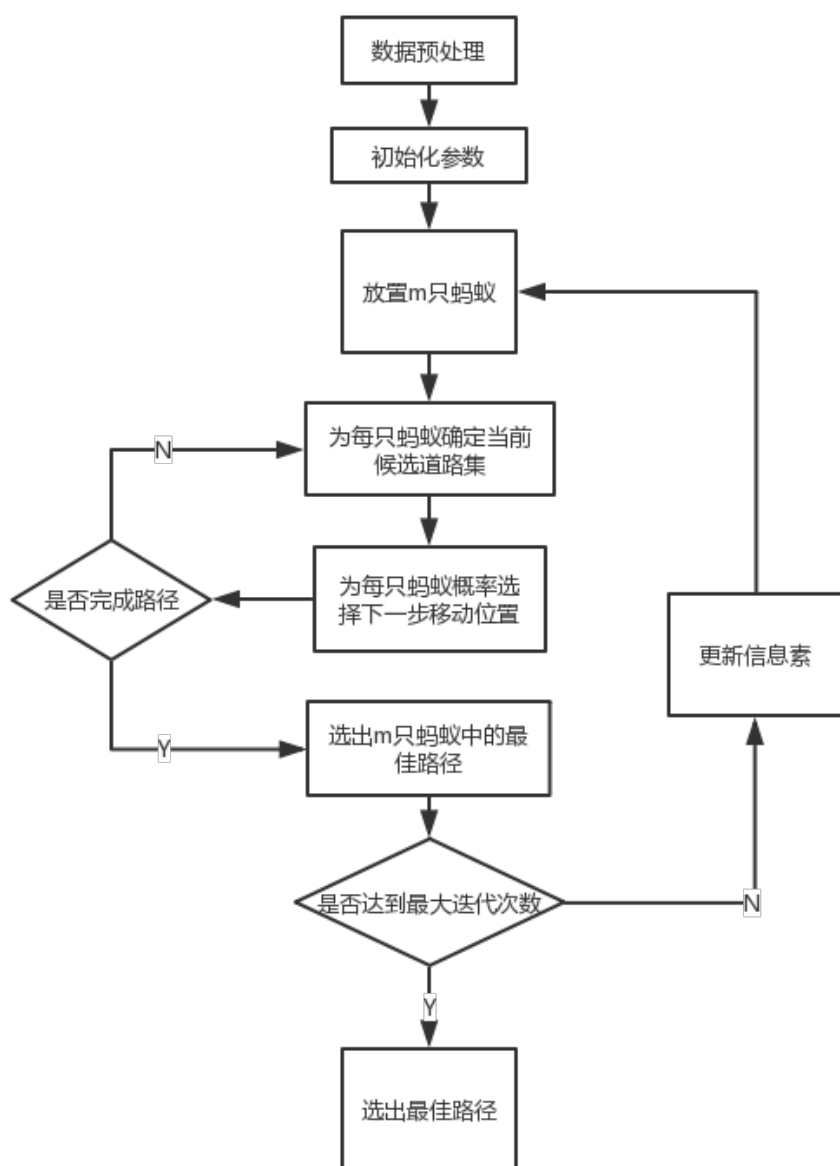 数据预处理
初始化参数
放置m只蚂蚁
为每只蚂蚁确定当前
候选道路集
N
为每只蚂蚁概率选
择下一步移动位置
是否完成路径
更新信息素
Y
选出m只蚂蚁中的最
佳路径
是否达到最大迭代次数
N
Y
选出最佳路径